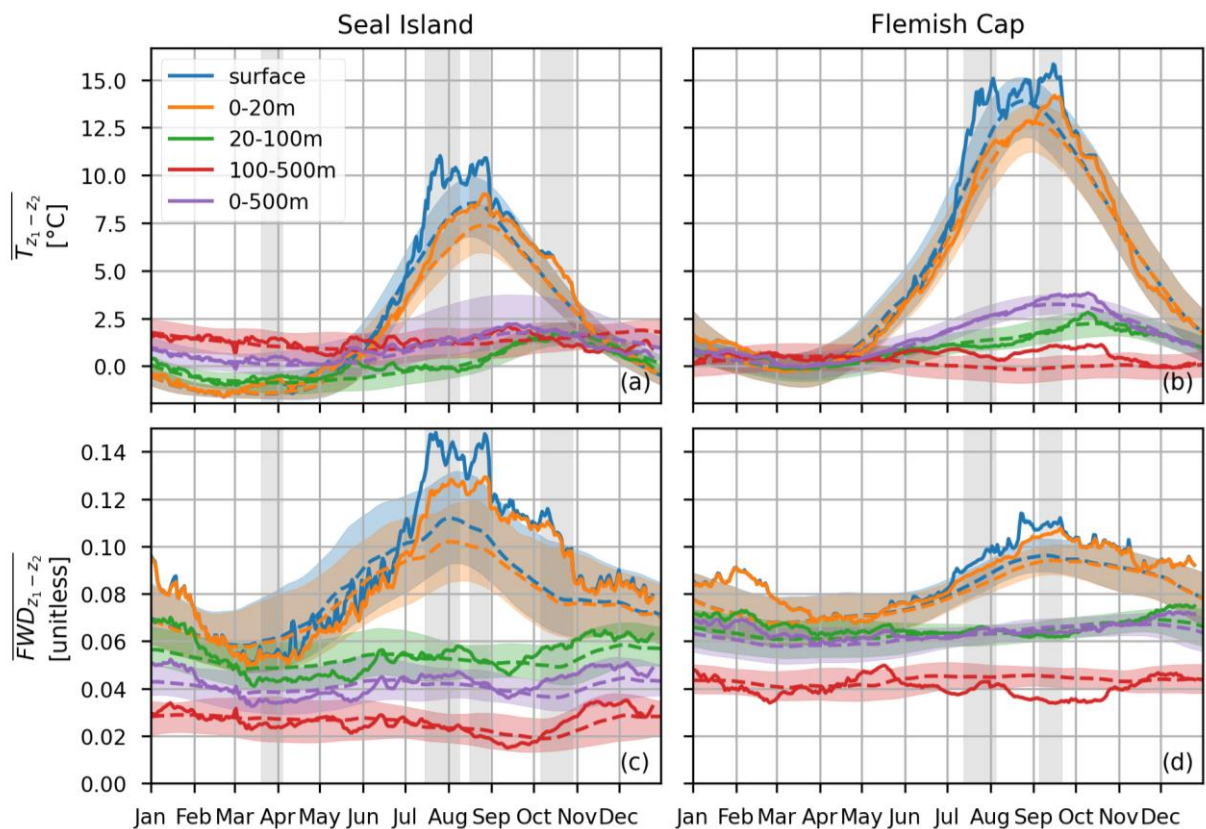 Seal Island
Flemish Cap
15.0
12.5
10.0
7.5
5.0
2.5
0.0
T̅z₁−z₂
[°C]
surface
0-20m
20-100m
100-500m
0-500m
(a)
(b)
0.14
0.12
0.10
0.08
0.06
0.04
0.02
0.00
FWDz₁−z₂
[unitless]
(c)
(d)
Jan Feb Mar Apr May Jun Jul Aug Sep Oct Nov Dec
Jan Feb Mar Apr May Jun Jul Aug Sep Oct Nov Dec